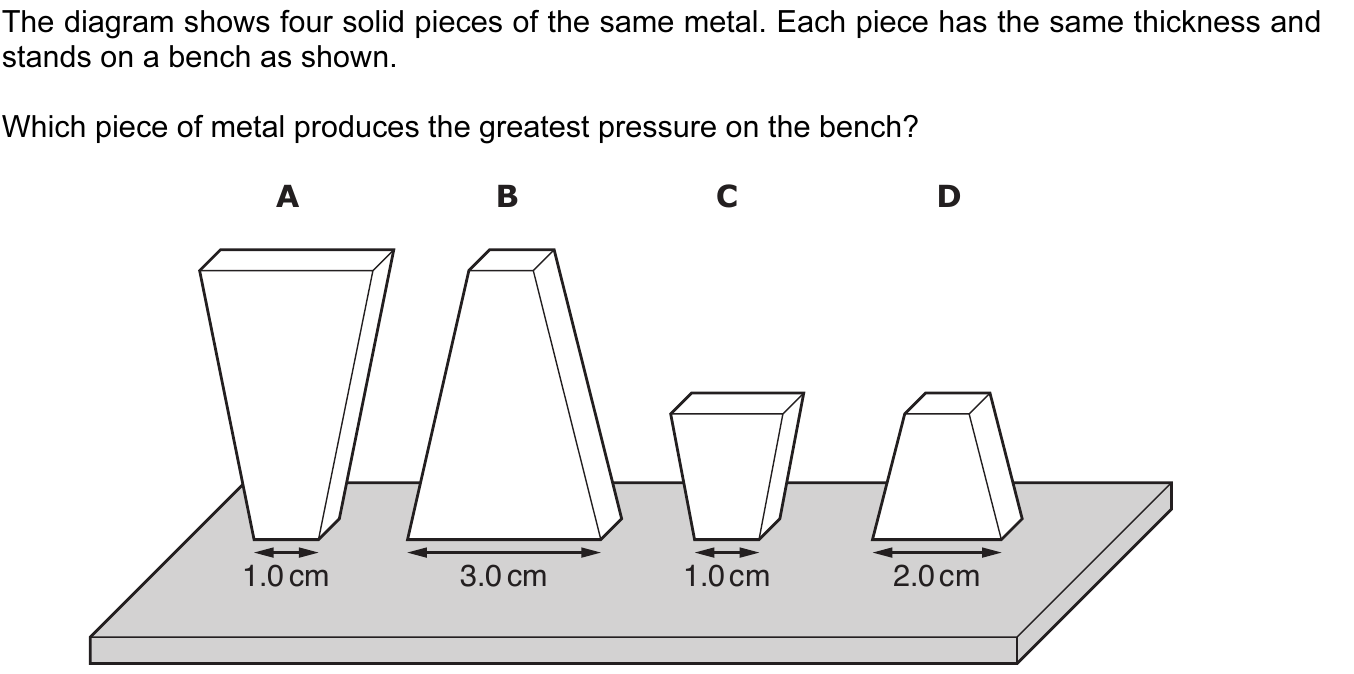 The diagram shows four solid pieces of the same metal. Each piece has the same thickness and
stands on a bench as shown.
Which piece of metal produces the greatest pressure on the bench?
A B C D
1.0 cm 3.0 cm 1.0 cm 2.0 cm